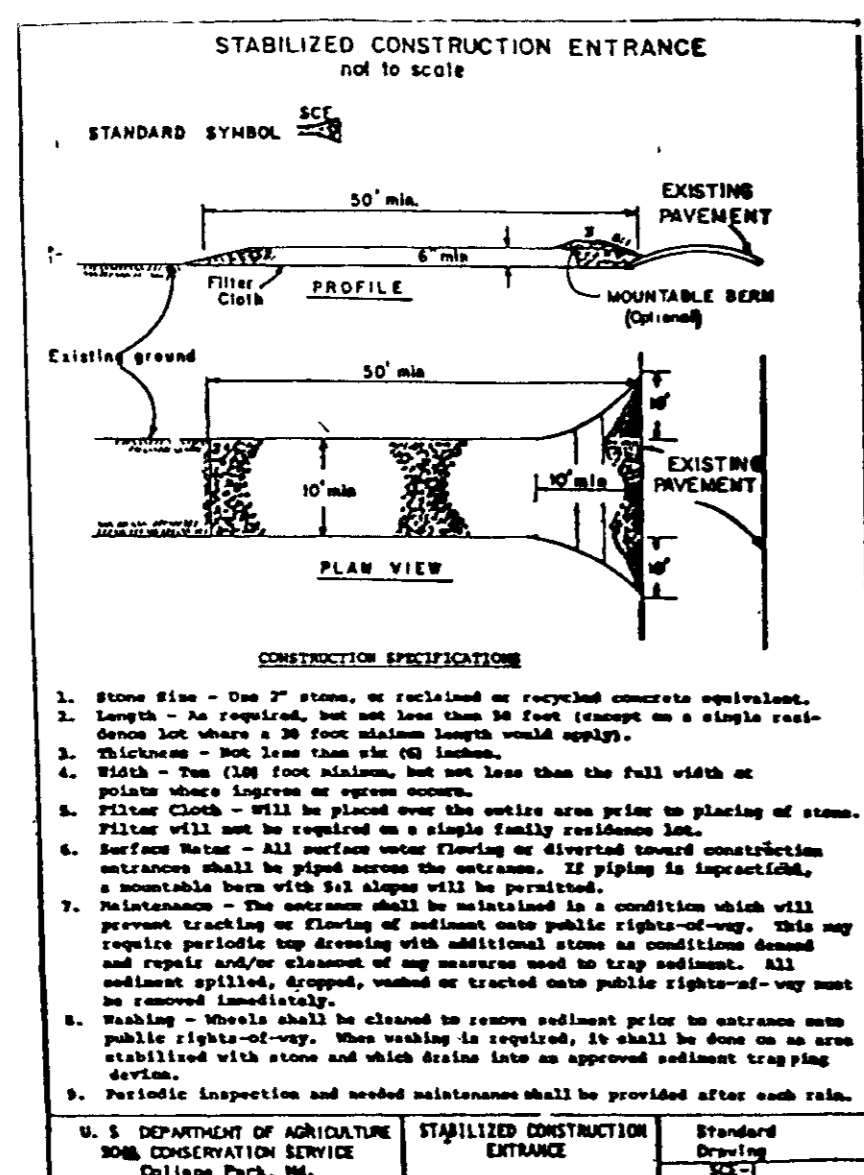 STABILIZED CONSTRUCTION ENTRANCE
not to scale
STANDARD SYMBOL SCE
50' min.
EXISTING
PAVEMENT
6" min
Filter
Cloth
PROFILE
MOUNTABLE BERM
(Optional)
Existing ground
50' min
10'
10' min
10' min
EXISTING
PAVEMENT
10'
PLAN VIEW
CONSTRUCTION SPECIFICATIONS
1. Stone Size - Use 2" stone, or reclaimed or recycled concrete equivalent.
2. Length - As required, but not less than 50 feet (except on a single resi-
dence lot where a 30 foot minimum length would apply).
3. Thickness - Not less than six (6) inches.
4. Width - Ten (10) foot minimum, but not less than the full width at
points where ingress or egress occurs.
5. Filter Cloth - Will be placed over the entire area prior to placing of stone.
Filter will not be required on a single family residence lot.
6. Surface Water - All surface water flowing or diverted toward construction
entrances shall be piped across the entrance. If piping is impractical,
a mountable berm with 5:1 slopes will be permitted.
7. Maintenance - The entrance shall be maintained in a condition which will
prevent tracking or flowing of sediment onto public rights-of-way. This may
require periodic top dressing with additional stone as conditions demand
and repair and/or cleanout of any measures used to trap sediment. All
sediment spilled, dropped, washed or tracked onto public rights-of-way must
be removed immediately.
8. Washing - Wheels shall be cleaned to remove sediment prior to entrance onto
public rights-of-way. When washing is required, it shall be done on an area
stabilized with stone and which drains into an approved sediment trapping
device.
9. Periodic inspection and needed maintenance shall be provided after each rain.
U. S DEPARTMENT OF AGRICULTURE
SOIL CONSERVATION SERVICE
College Park, Md.
STABILIZED CONSTRUCTION
ENTRANCE
Standard
Drawing
SCS-1